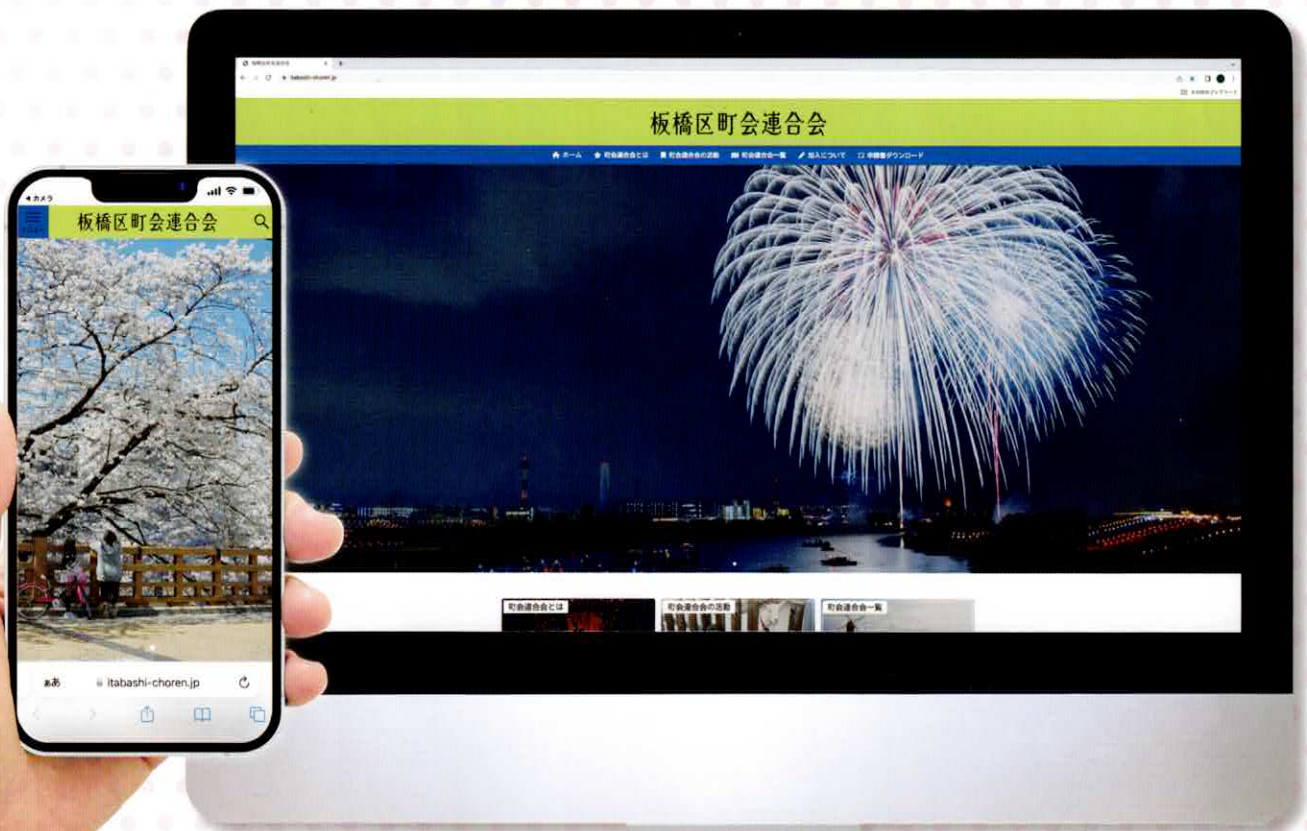 itabashi-choren.jp
板橋区町会連合会
ホーム 町会連合会とは 町会連合会の活動 町会連合会一覧 加入について 申請書ダウンロード
町会連合会とは 町会連合会の活動 町会連合会一覧
カメラ
板橋区町会連合会
ぁあ itabashi-choren.jp